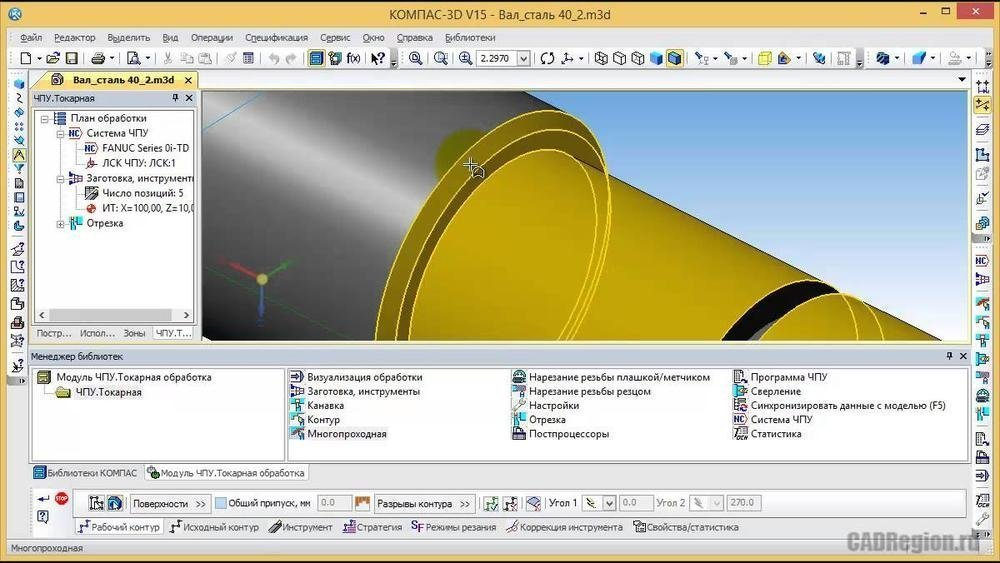 КОМПАС-3D V15 - Вал_сталь 40_2.m3d
Файл Редактор Выделить Вид Операции Спецификация Сервис Окно Справка Библиотеки
f(x) 2.2970
Вал_сталь 40_2.m3d
ЧПУ.Токарная
План обработки
NC Система ЧПУ
NC FANUC Series 0i-TD
ЛСК ЧПУ: ЛСК:1
Заготовка, инструмент
Число позиций: 5
ИТ: X=100,00, Z=10,0
Отрезка
Постр... Испол... Зоны ЧПУ.Т...
Менеджер библиотек
Модуль ЧПУ.Токарная обработка
ЧПУ.Токарная
Визуализация обработки
Заготовка, инструменты
Канавка
Контур
Многопроходная
Нарезание резьбы плашкой/метчиком
Нарезание резьбы резцом
Настройки
Отрезка
Постпроцессоры
Программа ЧПУ
Сверление
Синхронизировать данные с моделью (F5)
NC Система ЧПУ
Статистика
Библиотеки КОМПАС Модуль ЧПУ.Токарная обработка
STOP Поверхности >> Общий припуск, мм 0.0 Разрывы контура >> Угол 1 0.0 Угол 2 270.0
Рабочий контур Исходный контур Инструмент Стратегия SF Режимы резания Коррекция инструмента Свойства/статистика
Многопроходная
CADRegion.ru